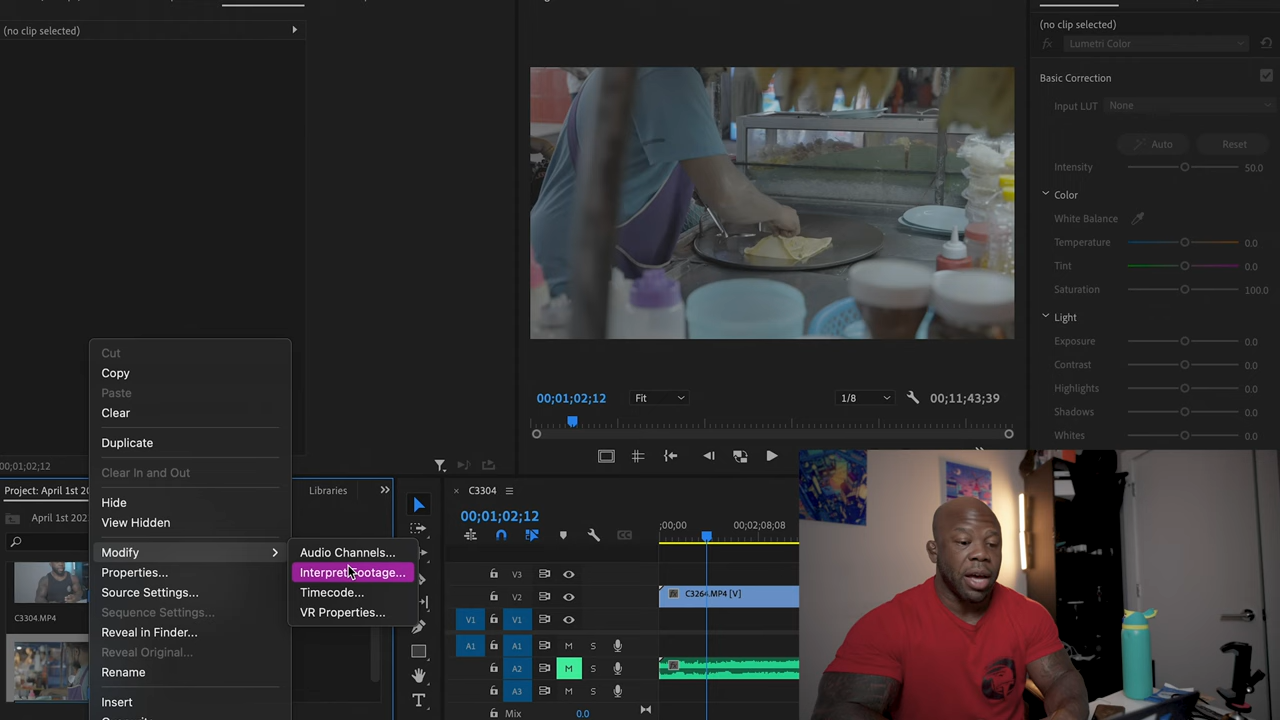 (no clip selected)
(no clip selected)
fx Lumetri Color
Basic Correction
Input LUT None
Auto Reset
Intensity 50.0
Color
White Balance
Temperature 0.0
Tint 0.0
Saturation 100.0
Light
Exposure 0.0
Contrast 0.0
Highlights 0.0
Shadows 0.0
Whites 0.0
00;01;02;12 Fit 1/8 00;11;43;39
00;01;02;12
Cut
Copy
Paste
Clear
Duplicate
Clear In and Out
Hide
View Hidden
Modify
Properties...
Source Settings...
Sequence Settings...
Reveal in Finder...
Reveal Original...
Rename
Insert
Audio Channels...
Interpret Footage...
Timecode...
VR Properties...
Project: April 1st 20
Libraries
April 1st 202
C3304.MP4
C3304
00;01;02;12
;00;00 00;02;08;08
V3
V2
V1 V1
A1 A1 M S
A2 M S
A3 M S
Mix 0.0
C3264.MP4 [V]
T